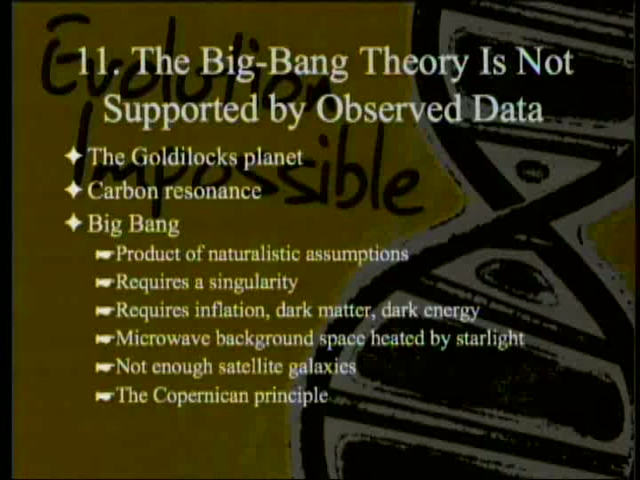 Evolution
Impossible
11. The Big-Bang Theory Is Not
Supported by Observed Data
The Goldilocks planet
Carbon resonance
Big Bang
Product of naturalistic assumptions
Requires a singularity
Requires inflation, dark matter, dark energy
Microwave background space heated by starlight
Not enough satellite galaxies
The Copernican principle